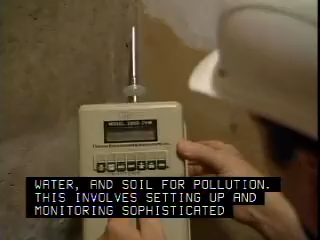 WATER, AND SOIL FOR POLLUTION.
THIS INVOLVES SETTING UP AND
MONITORING SOPHISTICATED